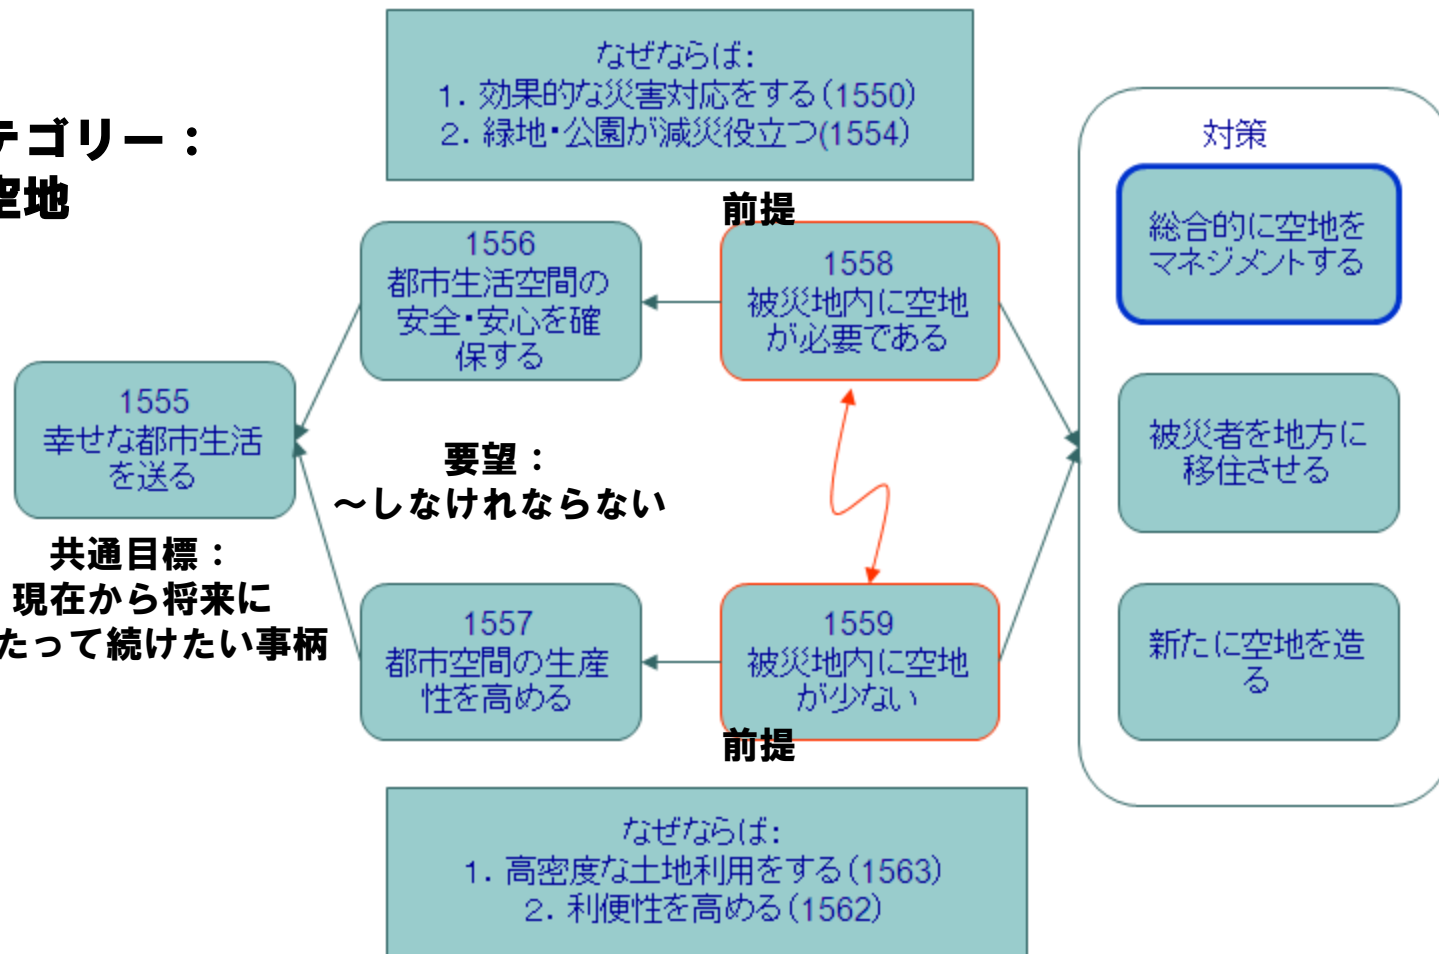 なぜならば:
1. 効果的な災害対応をする(1550)
2. 緑地・公園が減災役立つ(1554)
テゴリー：
空地
対策
前提
1556
都市生活空間の
安全・安心を確
保する
1558
被災地内に空地
が必要である
総合的に空地を
マネジメントする
1555
幸せな都市生活
を送る
要望：
～しなけれならない
被災者を地方に
移住させる
共通目標：
現在から将来に
たって続けたい事柄
1557
都市空間の生産
性を高める
1559
被災地内に空地
が少ない
前提
新たに空地を造
る
なぜならば:
1. 高密度な土地利用をする(1563)
2. 利便性を高める(1562)